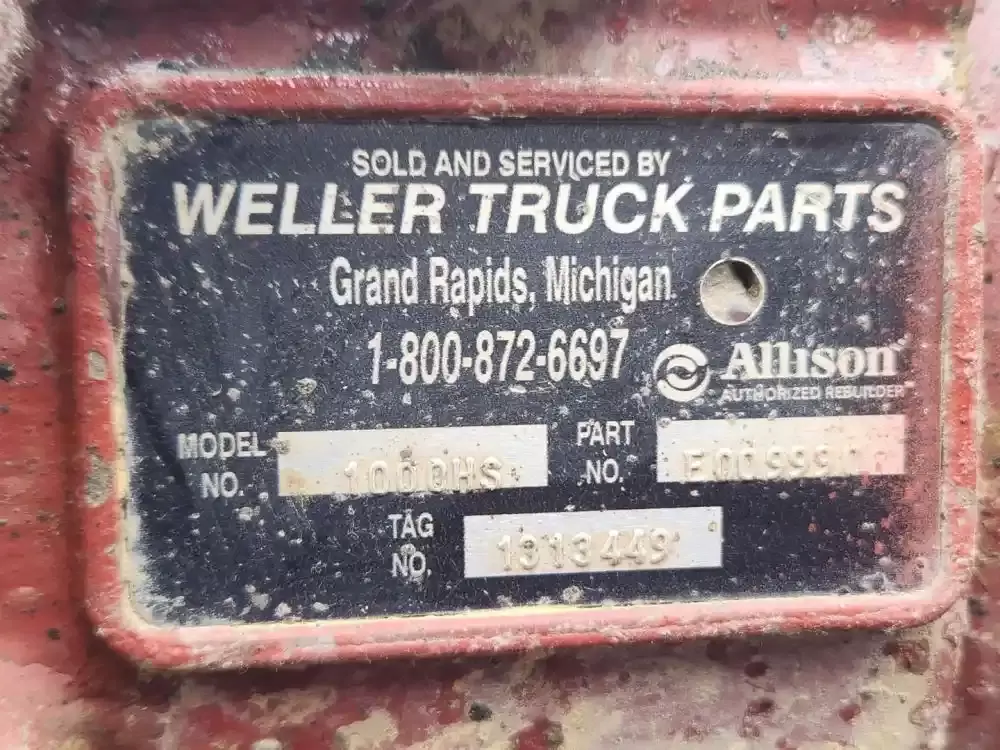 SOLD AND SERVICED BY
WELLER TRUCK PARTS
Grand Rapids, Michigan
1-800-872-6697
Allison
AUTHORIZED REBUILDER
MODEL NO. 1000HS
PART NO.
TAG NO. 1313449